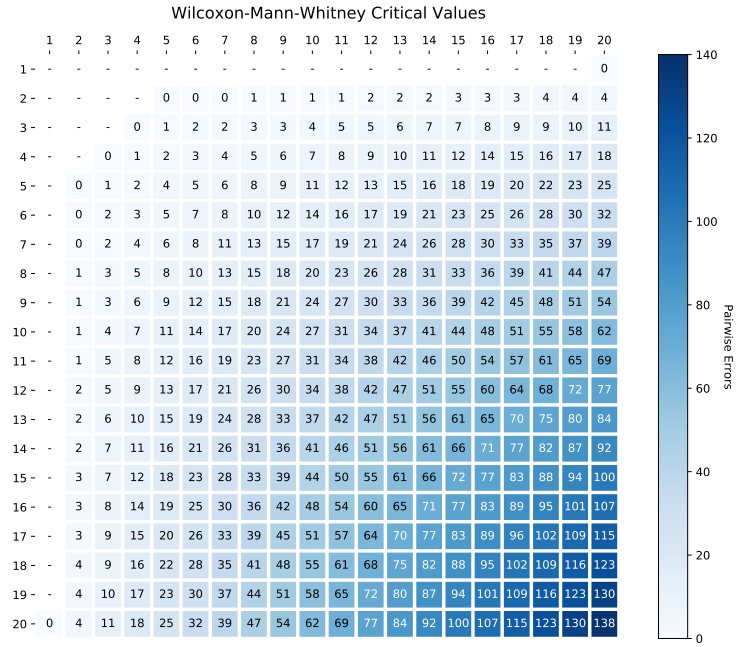 Wilcoxon-Mann-Whitney Critical Values
1 2 3 4 5 6 7 8 9 10 11 12 13 14 15 16 17 18 19 20
1 - - - - - - - - - - - - - - - - - - - 0
2 - - - - 0 0 0 1 1 1 1 2 2 2 3 3 3 4 4 4
3 - - - 0 1 2 2 3 3 4 5 5 6 7 7 8 9 9 10 11
4 - - 0 1 2 3 4 5 6 7 8 9 10 11 12 14 15 16 17 18
5 - 0 1 2 4 5 6 8 9 11 12 13 15 16 18 19 20 22 23 25
6 - 0 2 3 5 7 8 10 12 14 16 17 19 21 23 25 26 28 30 32
7 - 0 2 4 6 8 11 13 15 17 19 21 24 26 28 30 33 35 37 39
8 - 1 3 5 8 10 13 15 18 20 23 26 28 31 33 36 39 41 44 47
9 - 1 3 6 9 12 15 18 21 24 27 30 33 36 39 42 45 48 51 54
10 - 1 4 7 11 14 17 20 24 27 31 34 37 41 44 48 51 55 58 62
11 - 1 5 8 12 16 19 23 27 31 34 38 42 46 50 54 57 61 65 69
12 - 2 5 9 13 17 21 26 30 34 38 42 47 51 55 60 64 68 72 77
13 - 2 6 10 15 19 24 28 33 37 42 47 51 56 61 65 70 75 80 84
14 - 2 7 11 16 21 26 31 36 41 46 51 56 61 66 71 77 82 87 92
15 - 3 7 12 18 23 28 33 39 44 50 55 61 66 72 77 83 88 94 100
16 - 3 8 14 19 25 30 36 42 48 54 60 65 71 77 83 89 95 101 107
17 - 3 9 15 20 26 33 39 45 51 57 64 70 77 83 89 96 102 109 115
18 - 4 9 16 22 28 35 41 48 55 61 68 75 82 88 95 102 109 116 123
19 - 4 10 17 23 30 37 44 51 58 65 72 80 87 94 101 109 116 123 130
20 0 4 11 18 25 32 39 47 54 62 69 77 84 92 100 107 115 123 130 138
140
120
100
80
60
40
20
0
Pairwise Errors